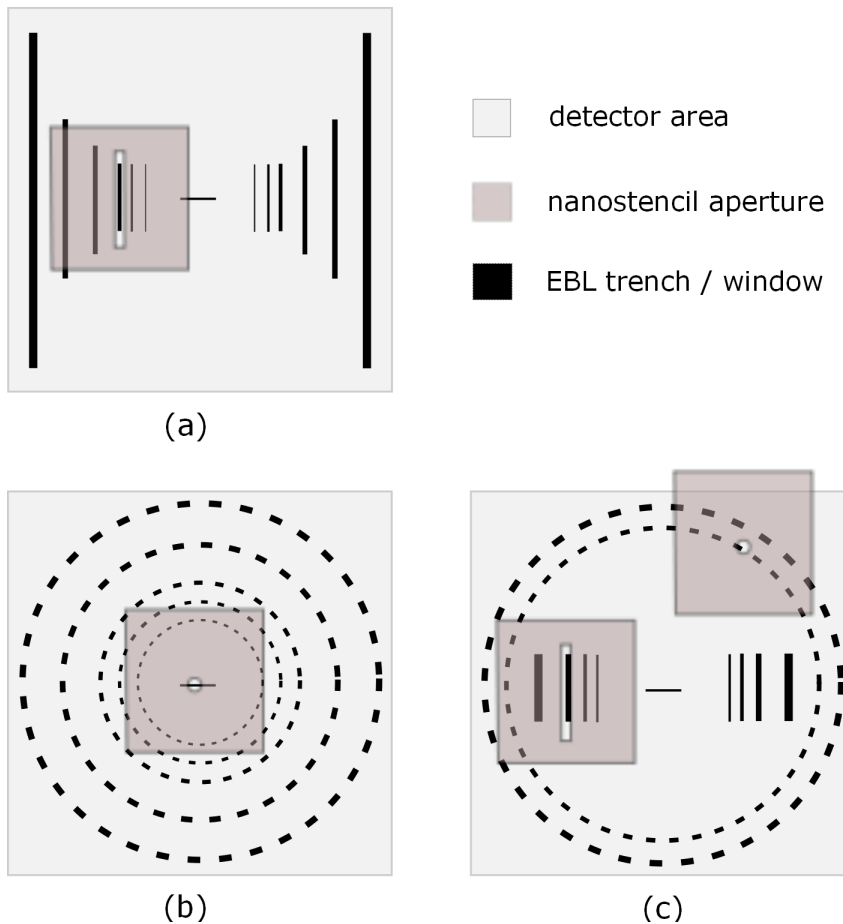 detector area
nanostencil aperture
EBL trench / window
(a)
(b)
(c)